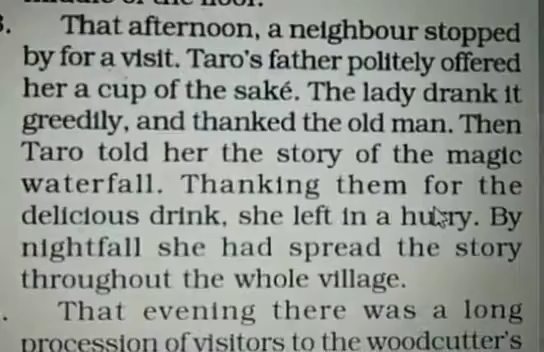 3. That afternoon, a neighbour stopped
by for a visit. Taro's father politely offered
her a cup of the saké. The lady drank it
greedily, and thanked the old man. Then
Taro told her the story of the magic
waterfall. Thanking them for the
delicious drink, she left in a hurry. By
nightfall she had spread the story
throughout the whole village.
. That evening there was a long
procession of visitors to the woodcutter's